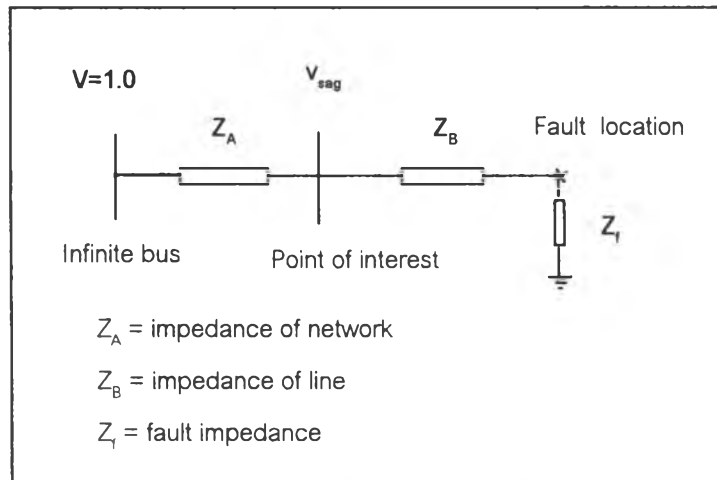 V=1.0
V_sag
Z_A
Z_B
Fault location
Z_f
Infinite bus
Point of interest
Z_A = impedance of network
Z_B = impedance of line
Z_f = fault impedance